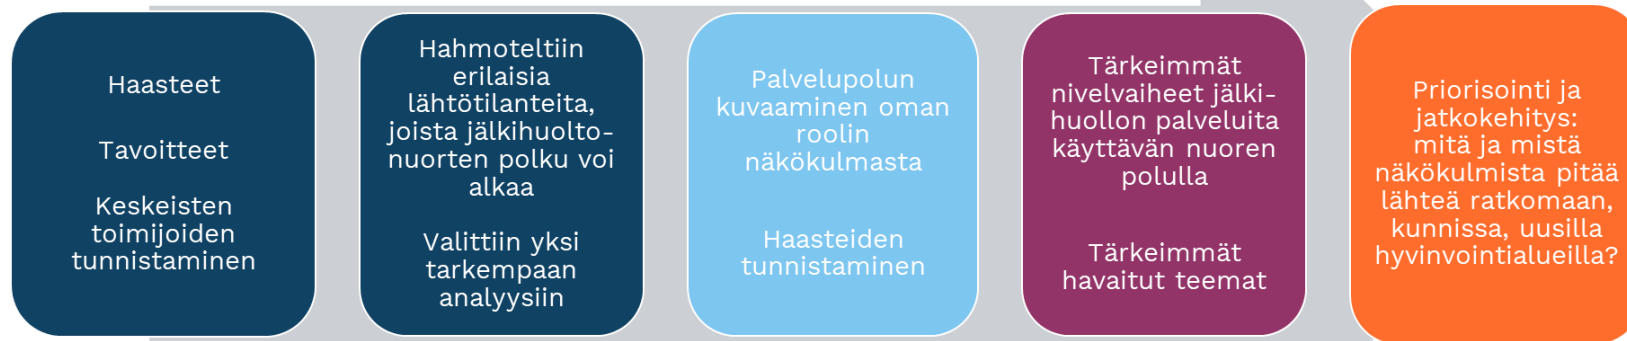 Haasteet
Tavoitteet
Keskeisten
toimijoiden
tunnistaminen
Hahmoteltiin
erilaisia
lähtötilanteita,
joista jälkihuolto-
nuorten polku voi
alkaa
Valittiin yksi
tarkempaan
analyysiin
Palvelupolun
kuvaaminen oman
roolin
näkökulmasta
Haasteiden
tunnistaminen
Tärkeimmät
nivelvaiheet jälki-
huollon palveluita
käyttävän nuoren
polulla
Tärkeimmät
havaitut teemat
Priorisointi ja
jatkokehitys:
mitä ja mistä
näkökulmista pitää
lähteä ratkomaan,
kunnissa, uusilla
hyvinvointialueilla?